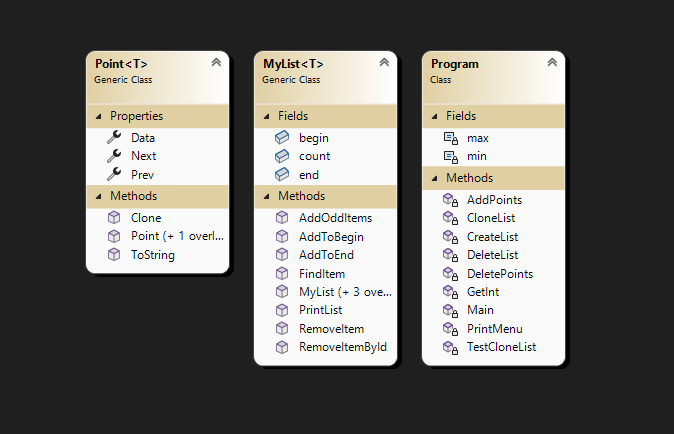 Point<T>
Generic Class
Properties
Data
Next
Prev
Methods
Clone
Point (+ 1 overl...
ToString
MyList<T>
Generic Class
Fields
begin
count
end
Methods
AddOddItems
AddToBegin
AddToEnd
FindItem
MyList (+ 3 ove...
PrintList
RemoveItem
RemoveItemById
Program
Class
Fields
max
min
Methods
AddPoints
CloneList
CreateList
DeleteList
DeletePoints
GetInt
Main
PrintMenu
TestCloneList